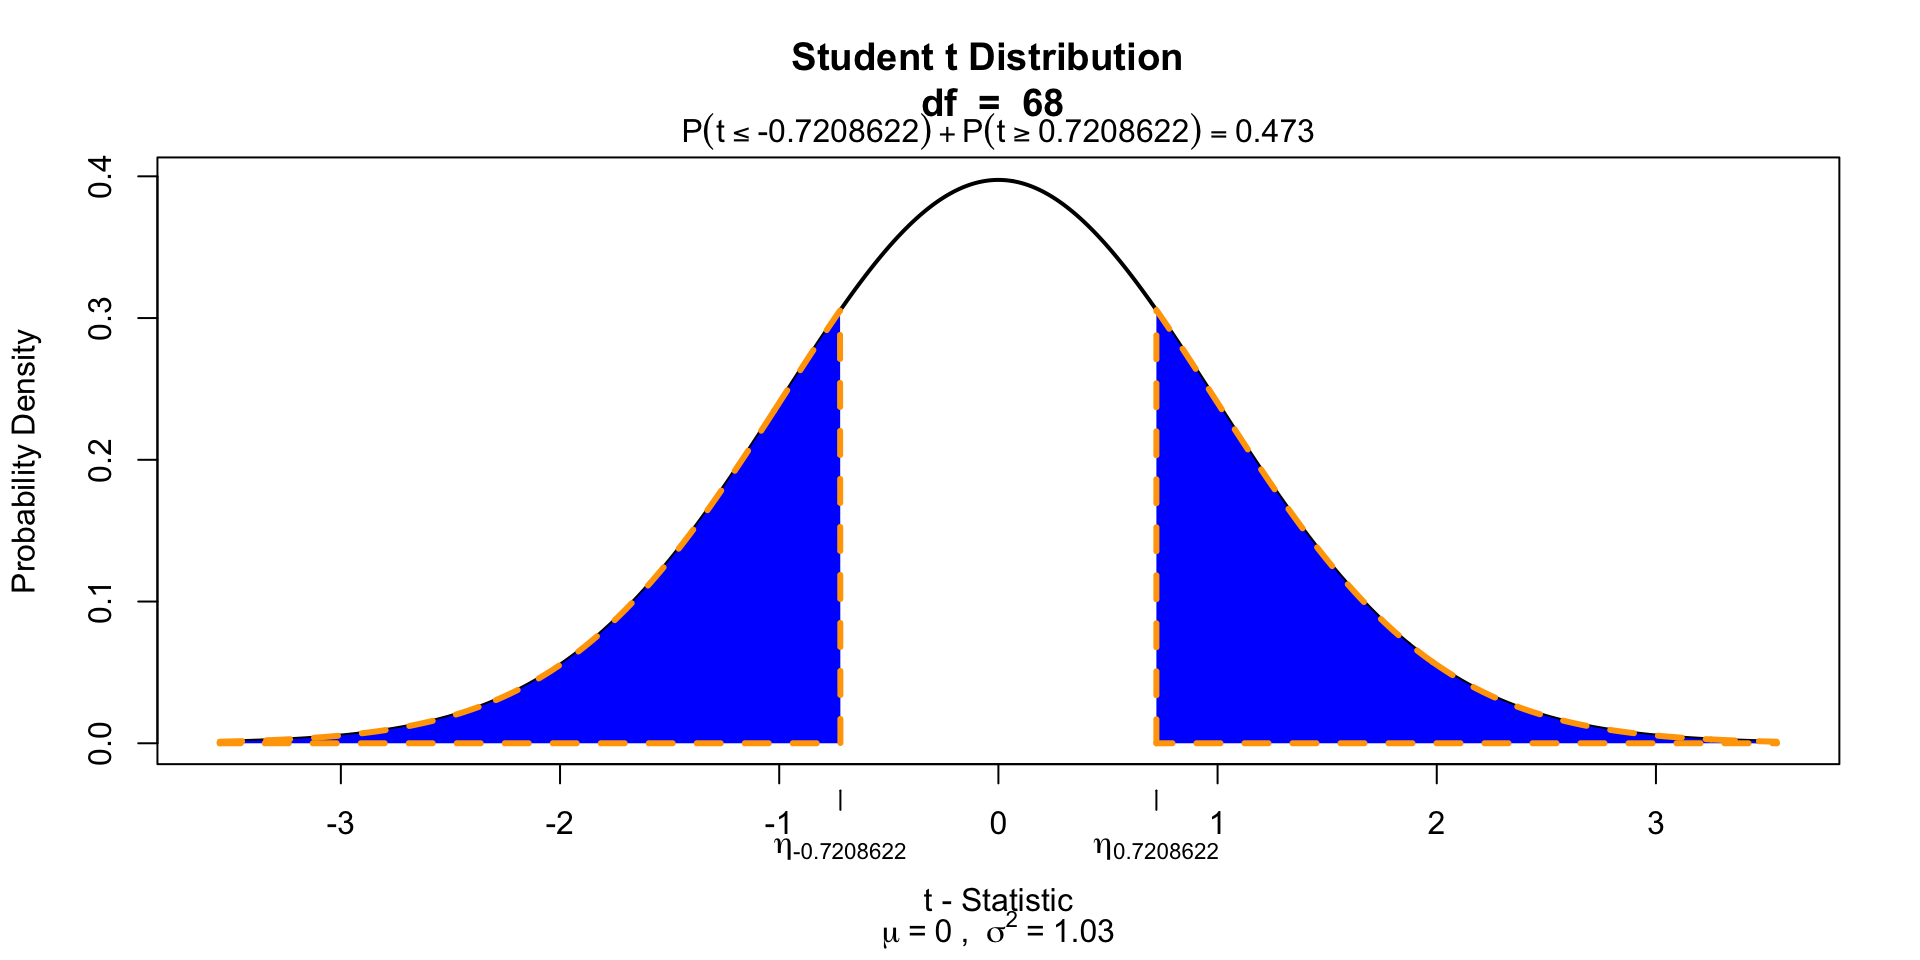 Student t Distribution
df = 68
P(t ≤ -0.7208622) + P(t ≥ 0.7208622) = 0.473
Probability Density
0.4
0.3
0.2
0.1
0.0
-3 -2 -1 0 1 2 3
η-0.7208622 η0.7208622
t - Statistic
μ = 0 , σ² = 1.03